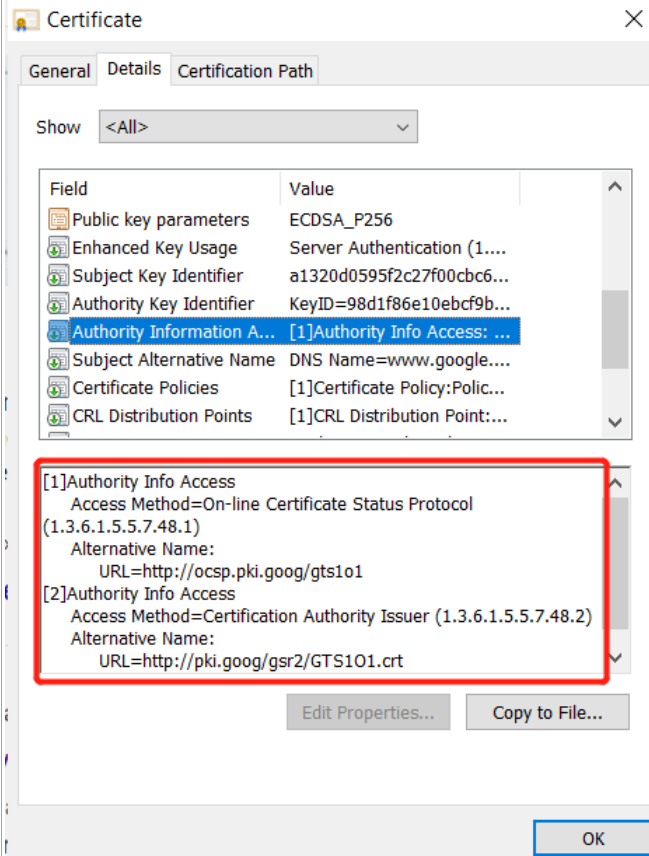 Certificate
General Details Certification Path
Show <All>
Field Value
Public key parameters ECDSA_P256
Enhanced Key Usage Server Authentication (1....
Subject Key Identifier a1320d0595f2c27f00cbc6...
Authority Key Identifier KeyID=98d1f86e10ebcf9b...
Authority Information A... [1]Authority Info Access: ...
Subject Alternative Name DNS Name=www.google....
Certificate Policies [1]Certificate Policy:Polic...
CRL Distribution Points [1]CRL Distribution Point:...
[1]Authority Info Access
Access Method=On-line Certificate Status Protocol
(1.3.6.1.5.5.7.48.1)
Alternative Name:
URL=http://ocsp.pki.goog/gts1o1
[2]Authority Info Access
Access Method=Certification Authority Issuer (1.3.6.1.5.5.7.48.2)
Alternative Name:
URL=http://pki.goog/gsr2/GTS1O1.crt
Edit Properties... Copy to File...
OK